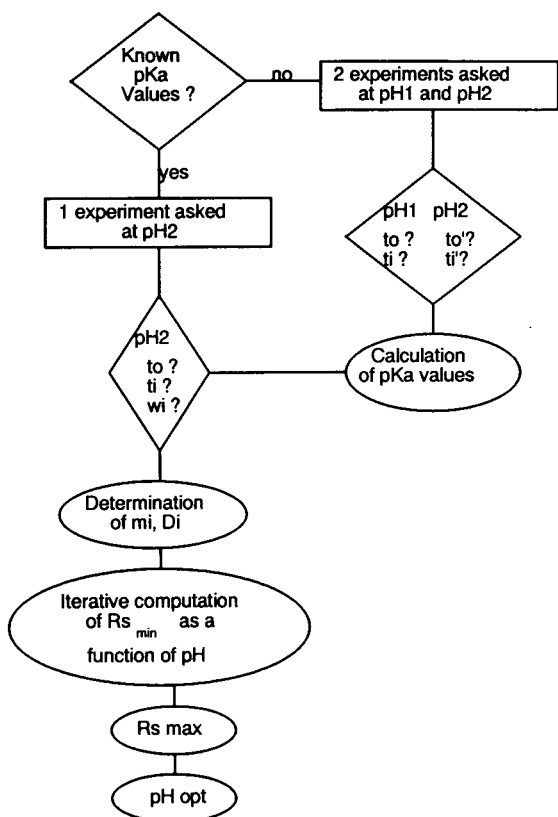 Known
pKa
Values ?
no
2 experiments asked
at pH1 and pH2
yes
1 experiment asked
at pH2
pH1 pH2
to ? to'?
ti ? ti'?
pH2
to ?
ti ?
wi ?
Calculation
of pKa values
Determination
of mi, Di
Iterative computation
of Rs min as a
function of pH
Rs max
pH opt